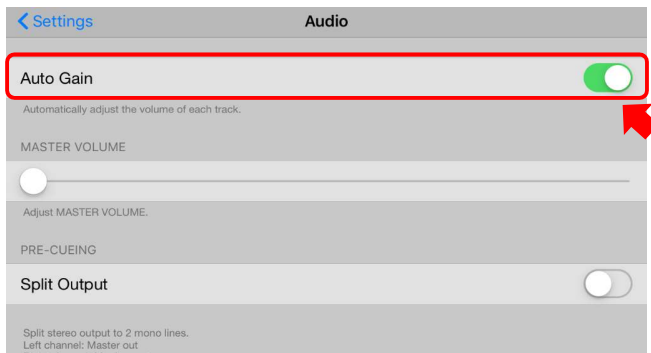 Settings
Audio
Auto Gain
Automatically adjust the volume of each track.
MASTER VOLUME
Adjust MASTER VOLUME.
PRE-CUEING
Split Output
Split stereo output to 2 mono lines.
Left channel: Master out